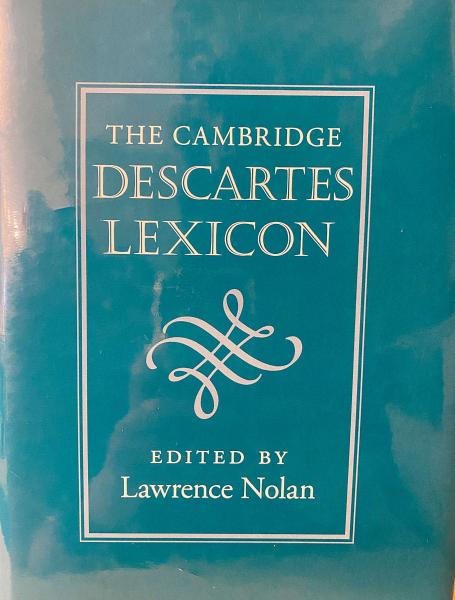 THE CAMBRIDGE
DESCARTES
LEXICON
EDITED BY
Lawrence Nolan